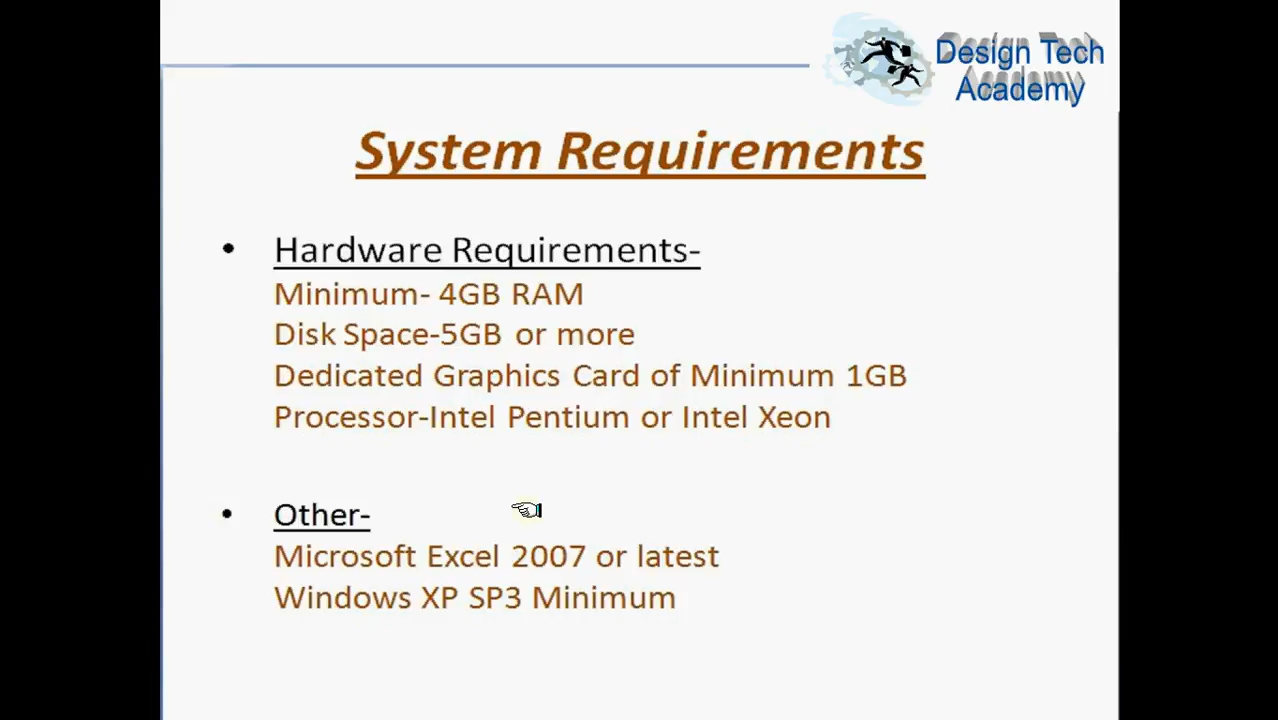 Design Tech
Academy
System Requirements
• Hardware Requirements-
Minimum- 4GB RAM
Disk Space-5GB or more
Dedicated Graphics Card of Minimum 1GB
Processor-Intel Pentium or Intel Xeon
• Other-
Microsoft Excel 2007 or latest
Windows XP SP3 Minimum